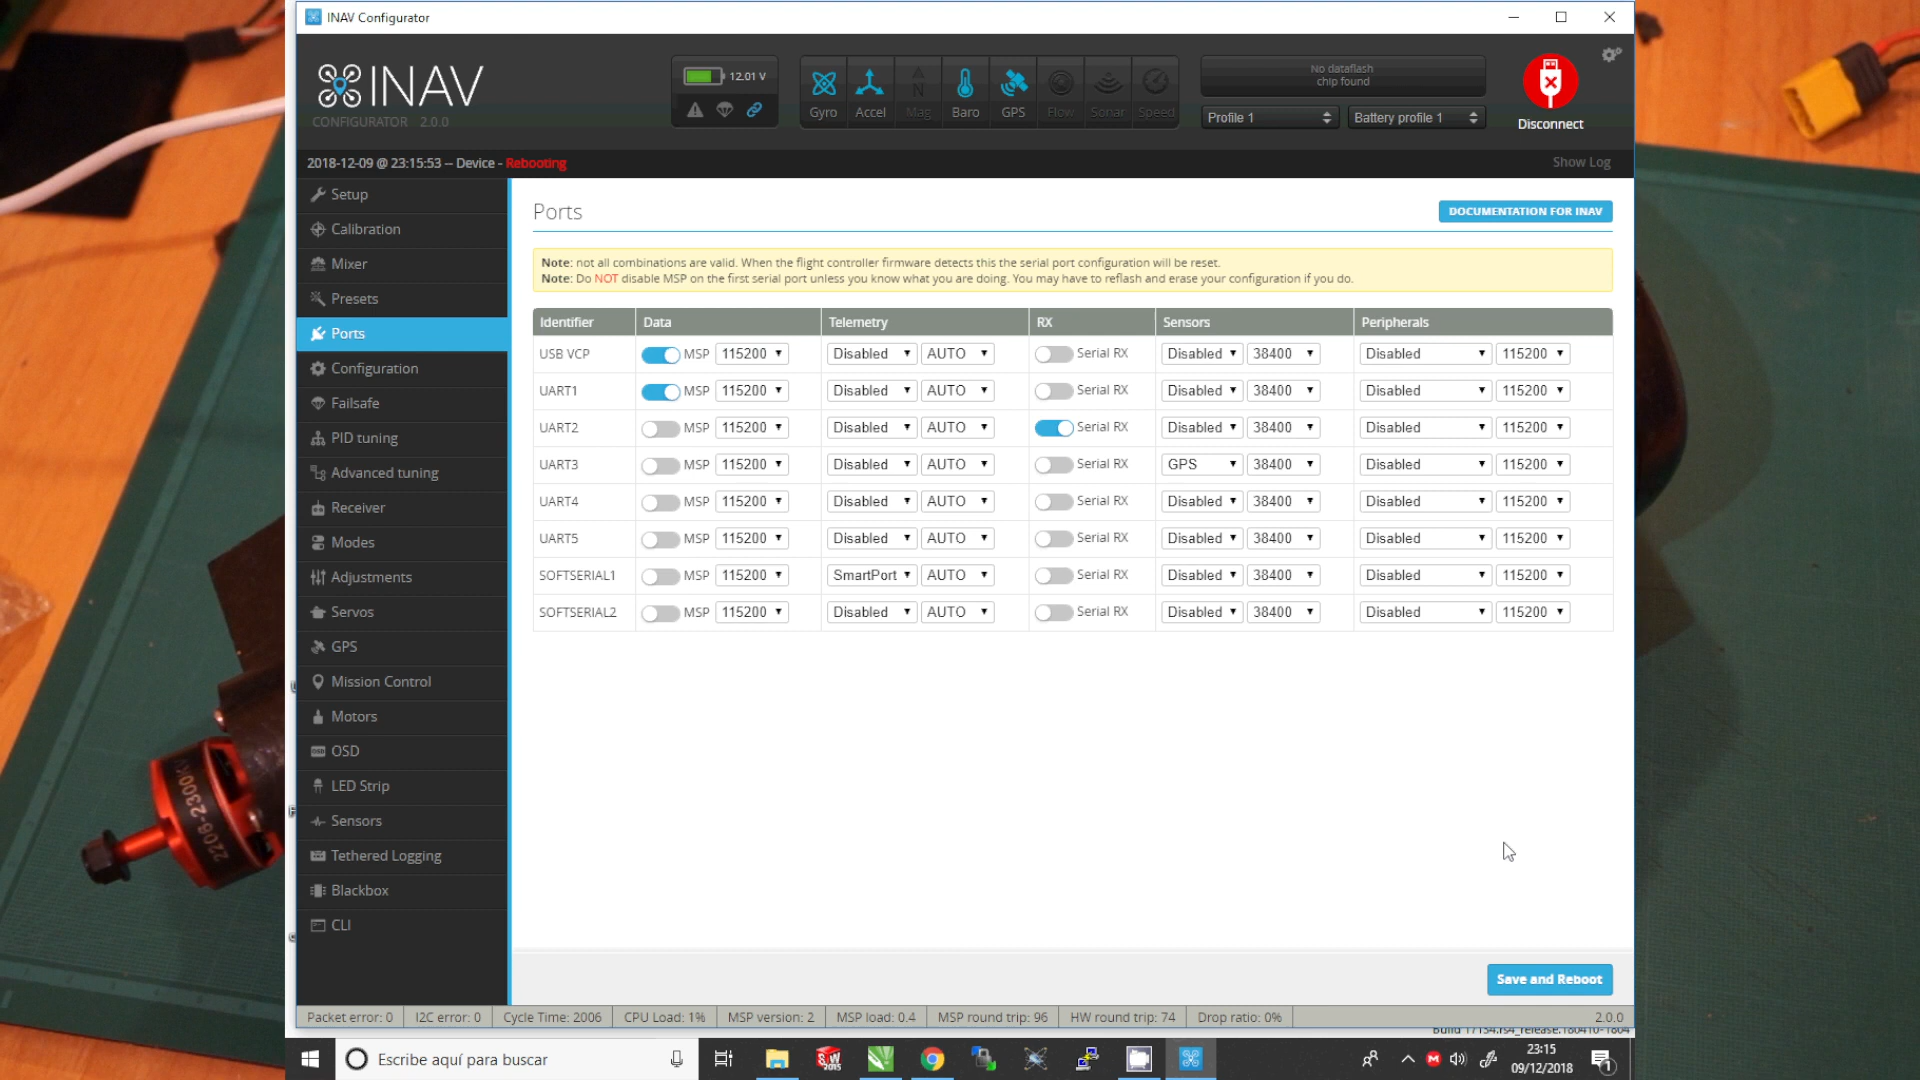 INAV Configurator
INAV
CONFIGURATOR 2.0.0
12.01 V
Gyro Accel Mag Baro GPS Flow Sonar Speed
No dataflash
chip found
Profile 1 Battery profile 1
Disconnect
2018-12-09 @ 23:15:53 -- Device - Rebooting
Show Log
Setup
Calibration
Mixer
Presets
Ports
Configuration
Failsafe
PID tuning
Advanced tuning
Receiver
Modes
Adjustments
Servos
GPS
Mission Control
Motors
OSD
LED Strip
Sensors
Tethered Logging
Blackbox
CLI
Ports
DOCUMENTATION FOR INAV
Note: not all combinations are valid. When the flight controller firmware detects this the serial port configuration will be reset.
Note: Do NOT disable MSP on the first serial port unless you know what you are doing. You may have to reflash and erase your configuration if you do.
Identifier Data Telemetry RX Sensors Peripherals
USB VCP MSP 115200 Disabled AUTO Serial RX Disabled 38400 Disabled 115200
UART1 MSP 115200 Disabled AUTO Serial RX Disabled 38400 Disabled 115200
UART2 MSP 115200 Disabled AUTO Serial RX Disabled 38400 Disabled 115200
UART3 MSP 115200 Disabled AUTO Serial RX GPS 38400 Disabled 115200
UART4 MSP 115200 Disabled AUTO Serial RX Disabled 38400 Disabled 115200
UART5 MSP 115200 Disabled AUTO Serial RX Disabled 38400 Disabled 115200
SOFTSERIAL1 MSP 115200 SmartPort AUTO Serial RX Disabled 38400 Disabled 115200
SOFTSERIAL2 MSP 115200 Disabled AUTO Serial RX Disabled 38400 Disabled 115200
Save and Reboot
Packet error: 0 I2C error: 0 Cycle Time: 2006 CPU Load: 1% MSP version: 2 MSP load: 0.4 MSP round trip: 96 HW round trip: 74 Drop ratio: 0% 2.0.0
Build 17134.rs4_release.180410-1804
Escribe aquí para buscar
23:15
09/12/2018
1
2206-2300